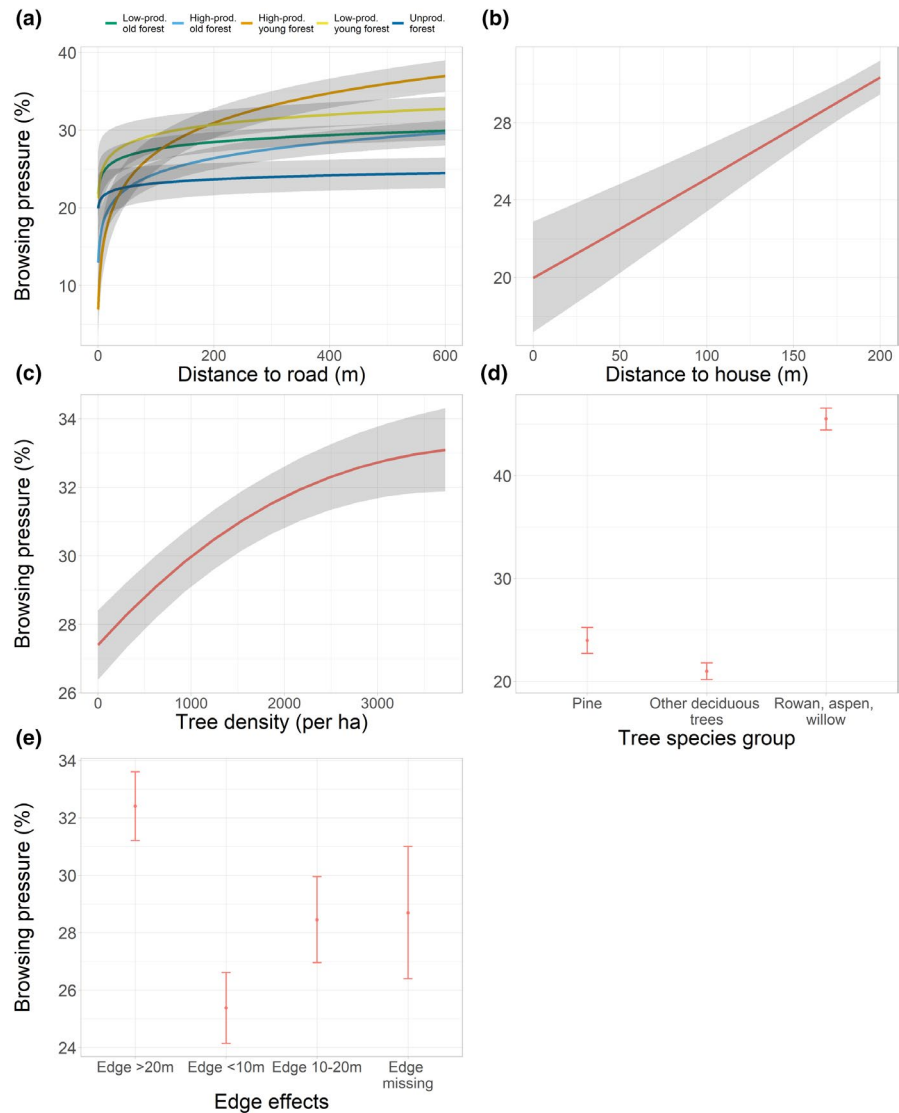 (a)
Low-prod. old forest
High-prod. old forest
High-prod. young forest
Low-prod. young forest
Unprod. forest
Browsing pressure (%)
40
30
20
10
0
200
400
600
Distance to road (m)
(b)
28
24
20
0
50
100
150
200
Distance to house (m)
(c)
Browsing pressure (%)
34
32
30
28
26
0
1000
2000
3000
Tree density (per ha)
(d)
40
30
20
Pine
Other deciduous
trees
Rowan, aspen,
willow
Tree species group
(e)
Browsing pressure (%)
34
32
30
28
26
24
Edge >20m
Edge <10m
Edge 10-20m
Edge
missing
Edge effects